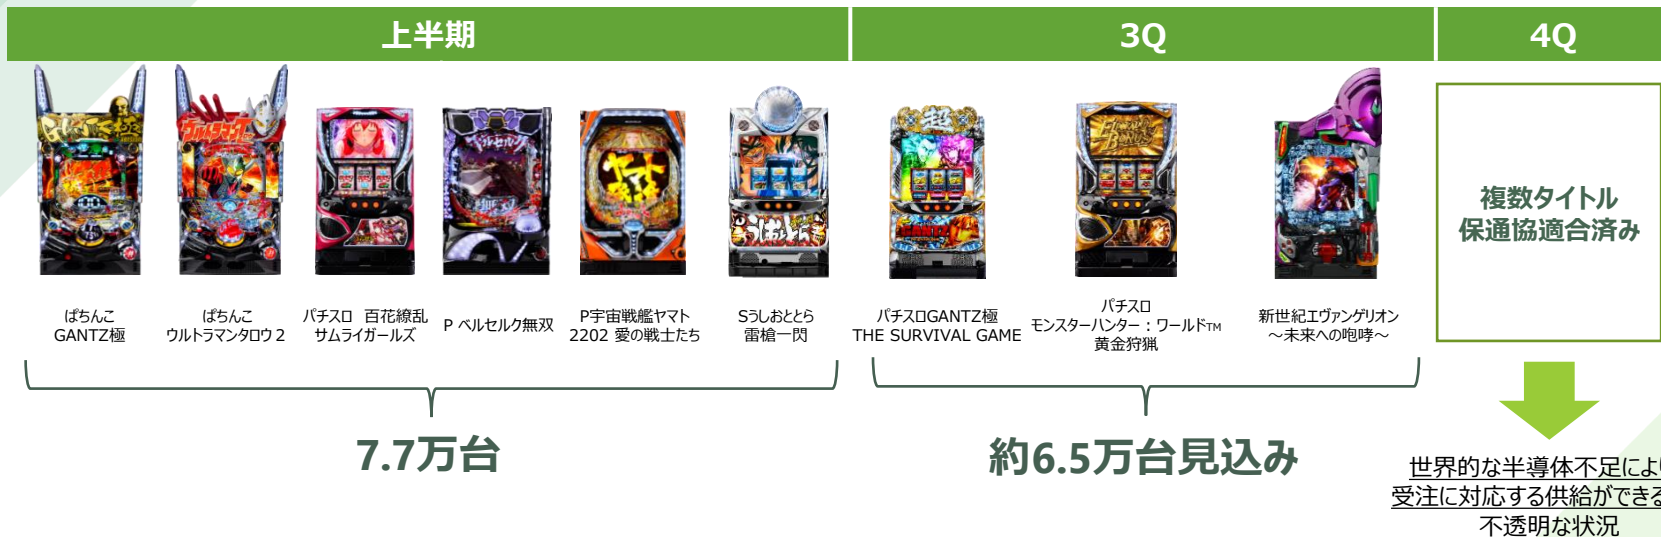 上半期
3Q
4Q
ぱちんこ
GANTZ極
ぱちんこ
ウルトラマンタロウ2
パチスロ 百花繚乱
サムライガールズ
P ベルセルク無双
P宇宙戦艦ヤマト
2202 愛の戦士たち
Sうしおととら
雷槍一閃
パチスロGANTZ極
THE SURVIVAL GAME
パチスロ
モンスターハンター：ワールドTM
黄金狩猟
新世紀エヴァンゲリオン
～未来への咆哮～
複数タイトル
保通協適合済み
7.7万台
約6.5万台見込み
世界的な半導体不足によ
受注に対応する供給ができる
不透明な状況